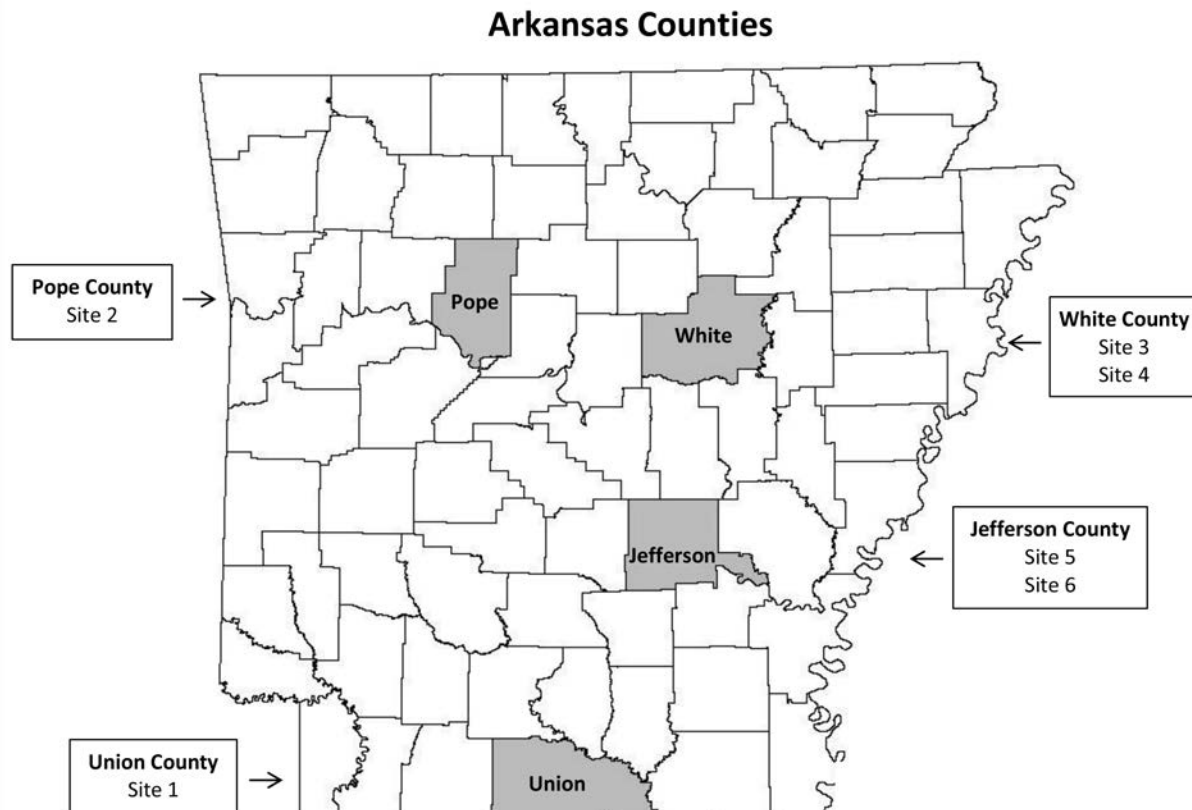 Arkansas Counties
Pope County
Site 2
Pope
White
White County
Site 3
Site 4
Jefferson
Jefferson County
Site 5
Site 6
Union County
Site 1
Union